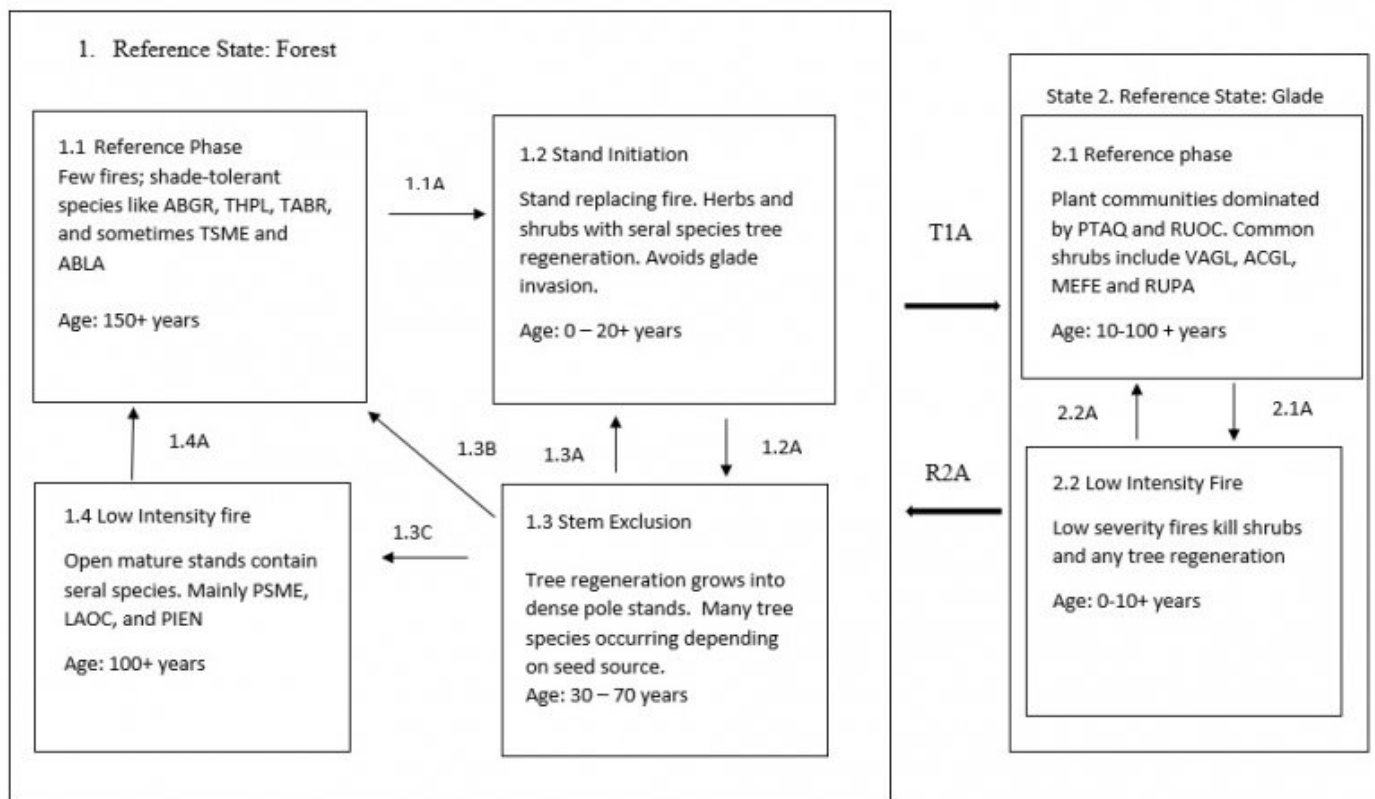 1. Reference State: Forest
1.1 Reference Phase
Few fires; shade-tolerant
species like ABGR, THPL, TABR,
and sometimes TSME and
ABLA
Age: 150+ years
1.1A
1.2 Stand Initiation
Stand replacing fire. Herbs and
shrubs with seral species tree
regeneration. Avoids glade
invasion.
Age: 0 – 20+ years
1.4A
1.3B
1.3A
1.2A
1.4 Low Intensity fire
Open mature stands contain
seral species. Mainly PSME,
LAOC, and PIEN
Age: 100+ years
1.3C
1.3 Stem Exclusion
Tree regeneration grows into
dense pole stands. Many tree
species occurring depending
on seed source.
Age: 30 – 70 years
T1A
R2A
State 2. Reference State: Glade
2.1 Reference phase
Plant communities dominated
by PTAQ and RUOC. Common
shrubs include VAGL, ACGL,
MEFE and RUPA
Age: 10-100 + years
2.2A
2.1A
2.2 Low Intensity Fire
Low severity fires kill shrubs
and any tree regeneration
Age: 0-10+ years